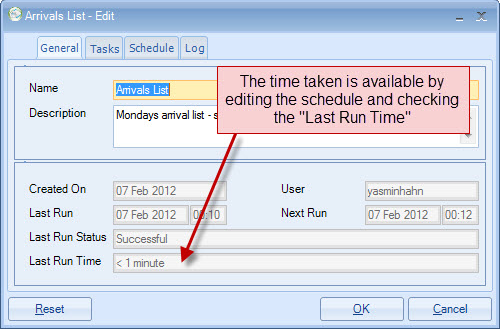 Arrivals List - Edit
General Tasks Schedule Log
Name Arrivals List
Description Mondays arrival list - s
The time taken is available by
editing the schedule and checking
the "Last Run Time"
Created On 07 Feb 2012 User yasminhahn
Last Run 07 Feb 2012 00:10 Next Run 07 Feb 2012 00:12
Last Run Status Successful
Last Run Time < 1 minute
Reset OK Cancel